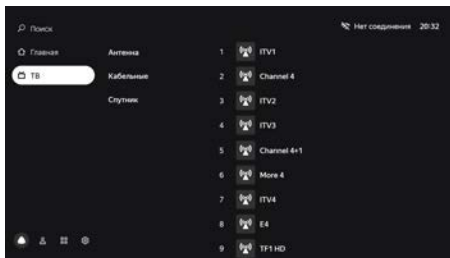 Поиск
Нет соединения 20:32
Главная
ТВ
Антенна
Кабельные
Спутник
1 ITV1
2 Channel 4
3 ITV2
4 ITV3
5 Channel 4+1
6 More 4
7 ITV4
8 E4
9 TF1 HD